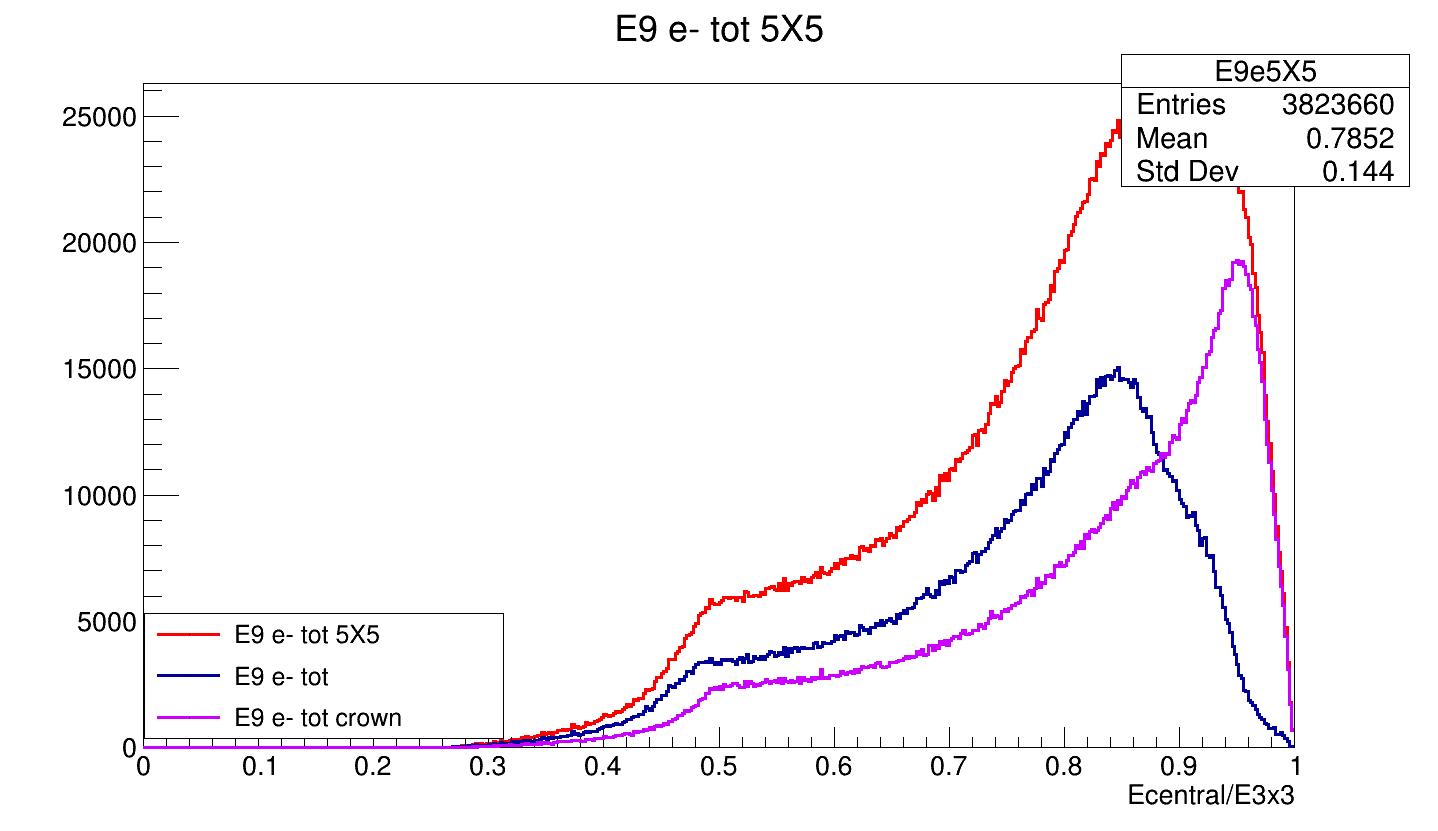 E9 e- tot 5X5
E9e5X5
Entries 3823660
Mean 0.7852
Std Dev 0.144
25000
20000
15000
10000
5000
0
E9 e- tot 5X5
E9 e- tot
E9 e- tot crown
0 0.1 0.2 0.3 0.4 0.5 0.6 0.7 0.8 0.9 1
Ecentral/E3x3